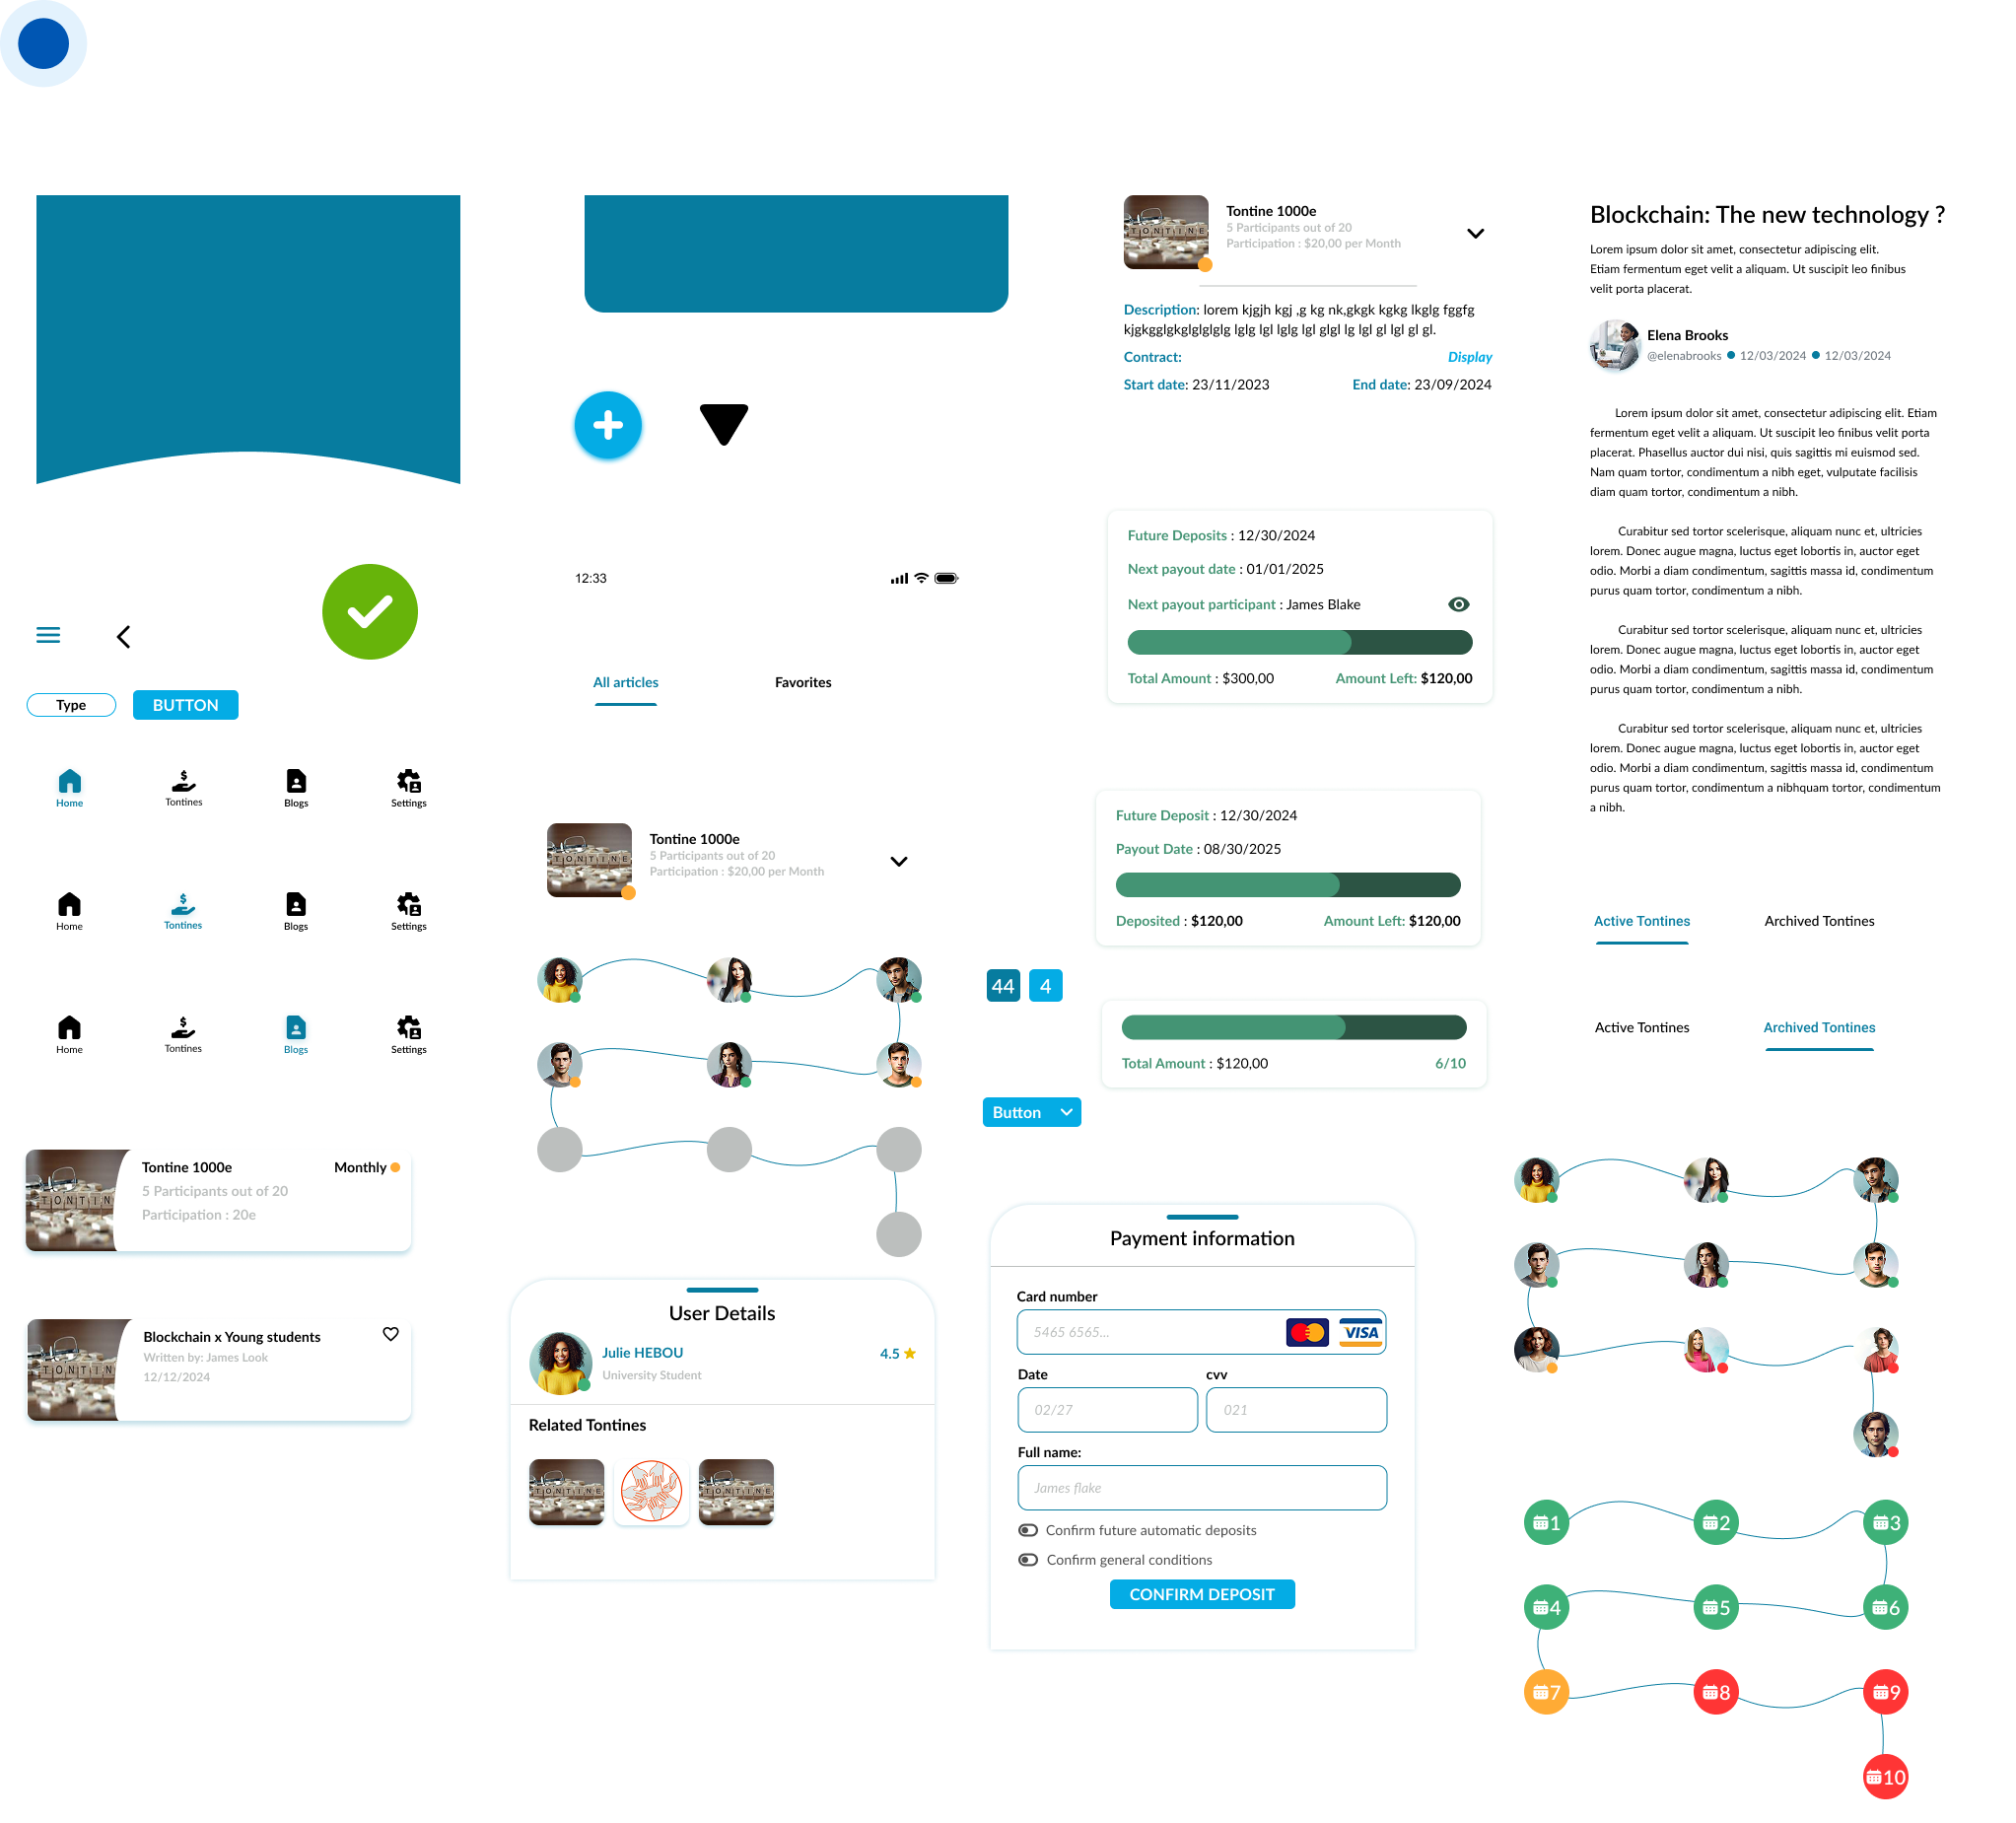 BUTTON
Type
Home
Tontines
Blogs
Settings
Home
Tontines
Blogs
Settings
Home
Tontines
Blogs
Settings
TONTIN
Tontine 1000e
Monthly
5 Participants out of 20
Participation : 20e
TONTIN
Blockchain x Young students
Written by: James Look
12/12/2024
12:33
All articles
Favorites
TONTINE
Tontine 1000e
5 Participants out of 20
Participation : $20,00 per Month
User Details
Julie HEBOU
4.5
University Student
Related Tontines
TONTINE
TONTINE
TONTINE
Tontine 1000e
5 Participants out of 20
Participation : $20,00 per Month
Description: lorem kjgjh kgj ,g kg nk,gkgk kgkg lkglg fggfg
kjgkgglgkglglglglg lglg lgl lglg lgl glgl lg lgl gl lgl gl gl.
Contract:
Display
Start date: 23/11/2023
End date: 23/09/2024
Future Deposits : 12/30/2024
Next payout date : 01/01/2025
Next payout participant : James Blake
Total Amount : $300,00
Amount Left: $120,00
Future Deposit : 12/30/2024
Payout Date : 08/30/2025
Deposited : $120,00
Amount Left: $120,00
44
4
Total Amount : $120,00
6/10
Button
Payment information
Card number
5465 6565...
VISA
Date
cvv
02/27
021
Full name:
James flake
Confirm future automatic deposits
Confirm general conditions
CONFIRM DEPOSIT
Blockchain: The new technology ?
Lorem ipsum dolor sit amet, consectetur adipiscing elit.
Etiam fermentum eget velit a aliquam. Ut suscipit leo finibus
velit porta placerat.
Elena Brooks
@elenabrooks
12/03/2024
12/03/2024
Lorem ipsum dolor sit amet, consectetur adipiscing elit. Etiam
fermentum eget velit a aliquam. Ut suscipit leo finibus velit porta
placerat. Phasellus auctor dui nisi, quis sagittis mi euismod sed.
Nam quam tortor, condimentum a nibh eget, vulputate facilisis
diam quam tortor, condimentum a nibh.
Curabitur sed tortor scelerisque, aliquam nunc et, ultricies
lorem. Donec augue magna, luctus eget lobortis in, auctor eget
odio. Morbi a diam condimentum, sagittis massa id, condimentum
purus quam tortor, condimentum a nibh.
Curabitur sed tortor scelerisque, aliquam nunc et, ultricies
lorem. Donec augue magna, luctus eget lobortis in, auctor eget
odio. Morbi a diam condimentum, sagittis massa id, condimentum
purus quam tortor, condimentum a nibh.
Curabitur sed tortor scelerisque, aliquam nunc et, ultricies
lorem. Donec augue magna, luctus eget lobortis in, auctor eget
odio. Morbi a diam condimentum, sagittis massa id, condimentum
purus quam tortor, condimentum a nibhquam tortor, condimentum
a nibh.
Active Tontines
Archived Tontines
Active Tontines
Archived Tontines
1
2
3
4
5
6
7
8
9
10